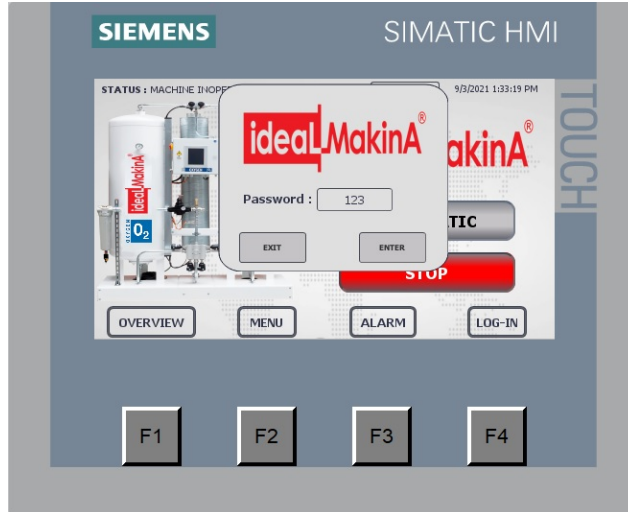 SIEMENS
SIMATIC HMI
TOUCH
STATUS : MACHINE INOPE
9/3/2021 1:33:19 PM
ideaLMakinA®
akinA®
idealMakinA
O2
Password : 123
TIC
EXIT
ENTER
STOP
OVERVIEW
MENU
ALARM
LOG-IN
F1
F2
F3
F4